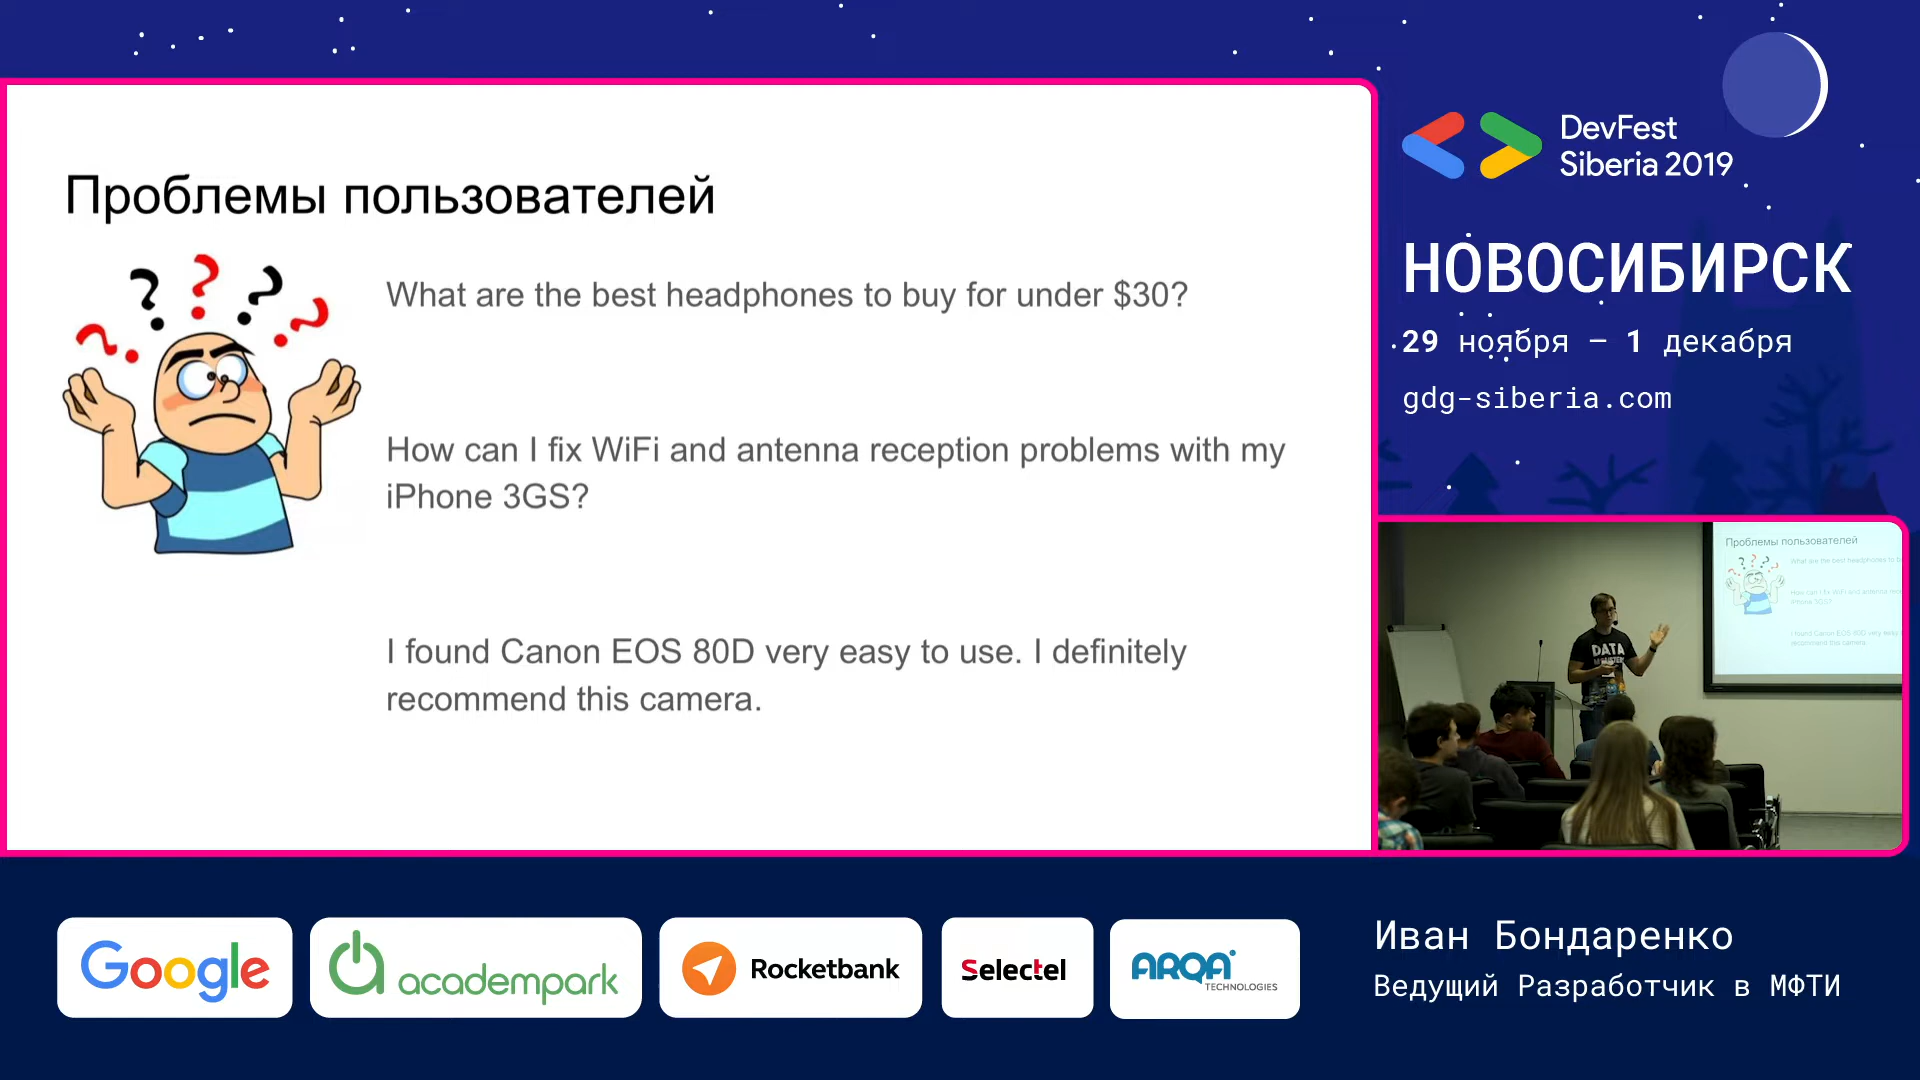 Проблемы пользователей
What are the best headphones to buy for under $30?
How can I fix WiFi and antenna reception problems with my
iPhone 3GS?
I found Canon EOS 80D very easy to use. I definitely
recommend this camera.
DevFest
Siberia 2019
НОВОСИБИРСК
29 ноября – 1 декабря
gdg-siberia.com
Проблемы пользователей
DATA
Google
academpark
Rocketbank
Selectel
ARQA
TECHNOLOGIES
Иван Бондаренко
Ведущий Разработчик в МФТИ